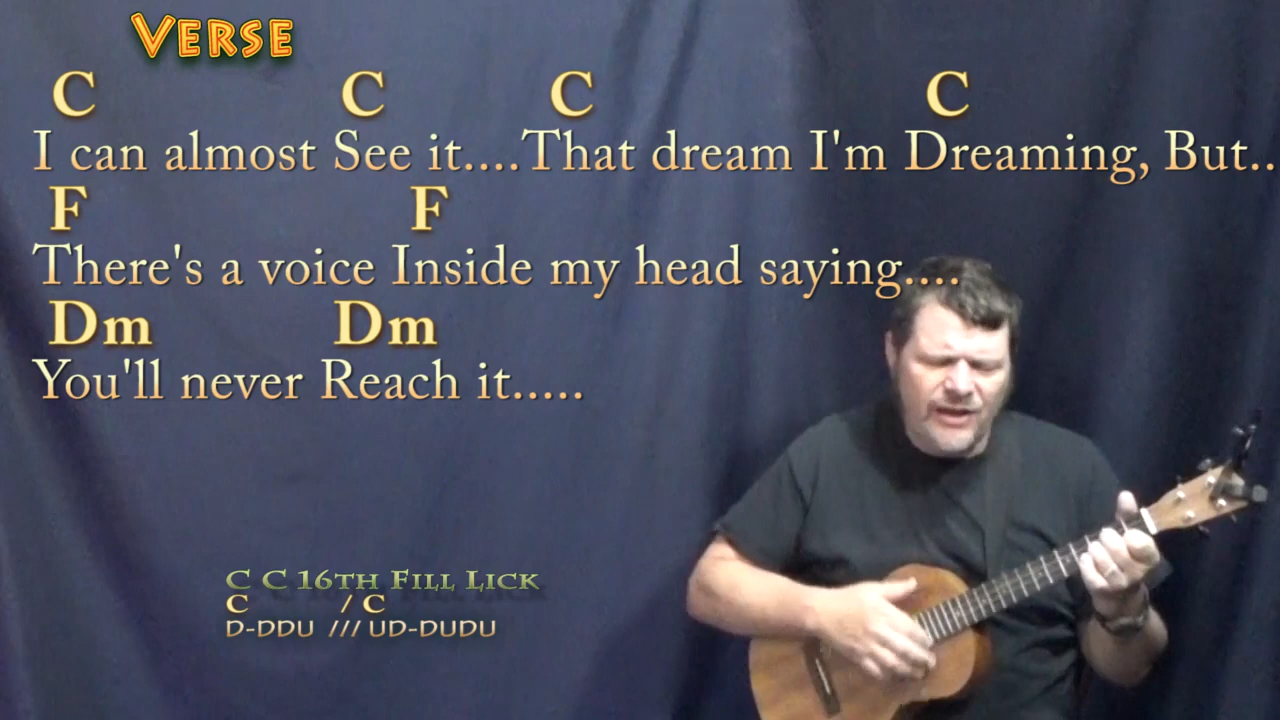 VERSE
C C C C
I can almost See it....That dream I'm Dreaming, But..
F F
There's a voice Inside my head saying....
Dm Dm
You'll never Reach it.....
C C 16TH FILL LICK
C / C
D-DDU /// UD-DUDU